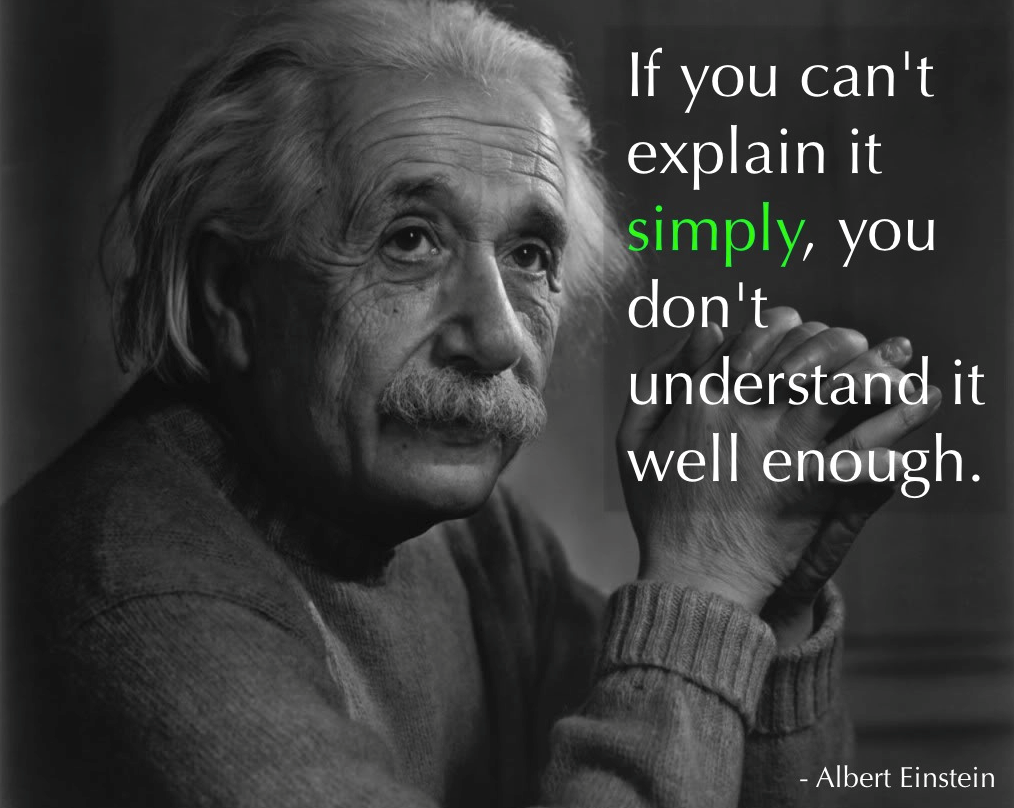 If you can't
explain it
simply, you
don't
understand it
well enough.
- Albert Einstein